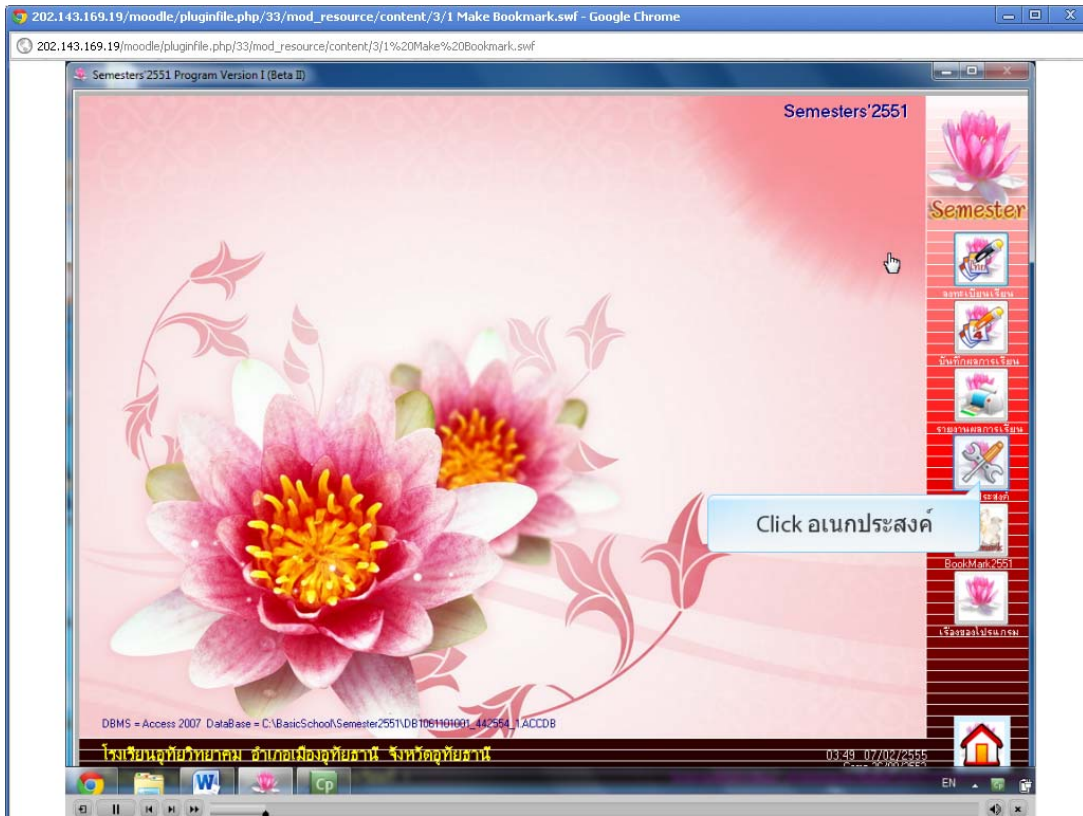 202.143.169.19/moodle/pluginfile.php/33/mod_resource/content/3/1 Make Bookmark.swf - Google Chrome
202.143.169.19/moodle/pluginfile.php/33/mod_resource/content/3/1%20Make%20Bookmark.swf
Semesters'2551 Program Version I (Beta II)
Semesters'2551
Semester
ลงทะเบียนเรียน
บันทึกผลการเรียน
รายงานผลการเรียน
ประสงค์
Click อเนกประสงค์
BookMark2551
เรื่องของโปรแกรม
DBMS = Access 2007 DataBase = C:\BasicSchool\Semester2551\DB1061101001_442554_1.ACCDB
โรงเรียนอุทัยวิทยาคม อำเภอเมืองอุทัยธานี จังหวัดอุทัยธานี
03:49 07/02/2555
EN
Cp